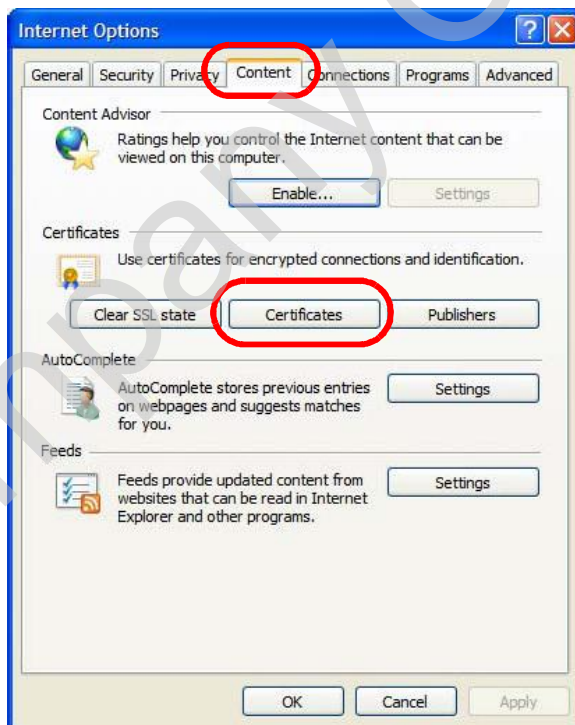 Internet Options
General Security Privacy Content Connections Programs Advanced
Content Advisor
Ratings help you control the Internet content that can be
viewed on this computer.
Enable... Settings
Certificates
Use certificates for encrypted connections and identification.
Clear SSL state Certificates Publishers
AutoComplete
AutoComplete stores previous entries
on webpages and suggests matches
for you.
Settings
Feeds
Feeds provide updated content from
websites that can be read in Internet
Explorer and other programs.
Settings
OK Cancel Apply